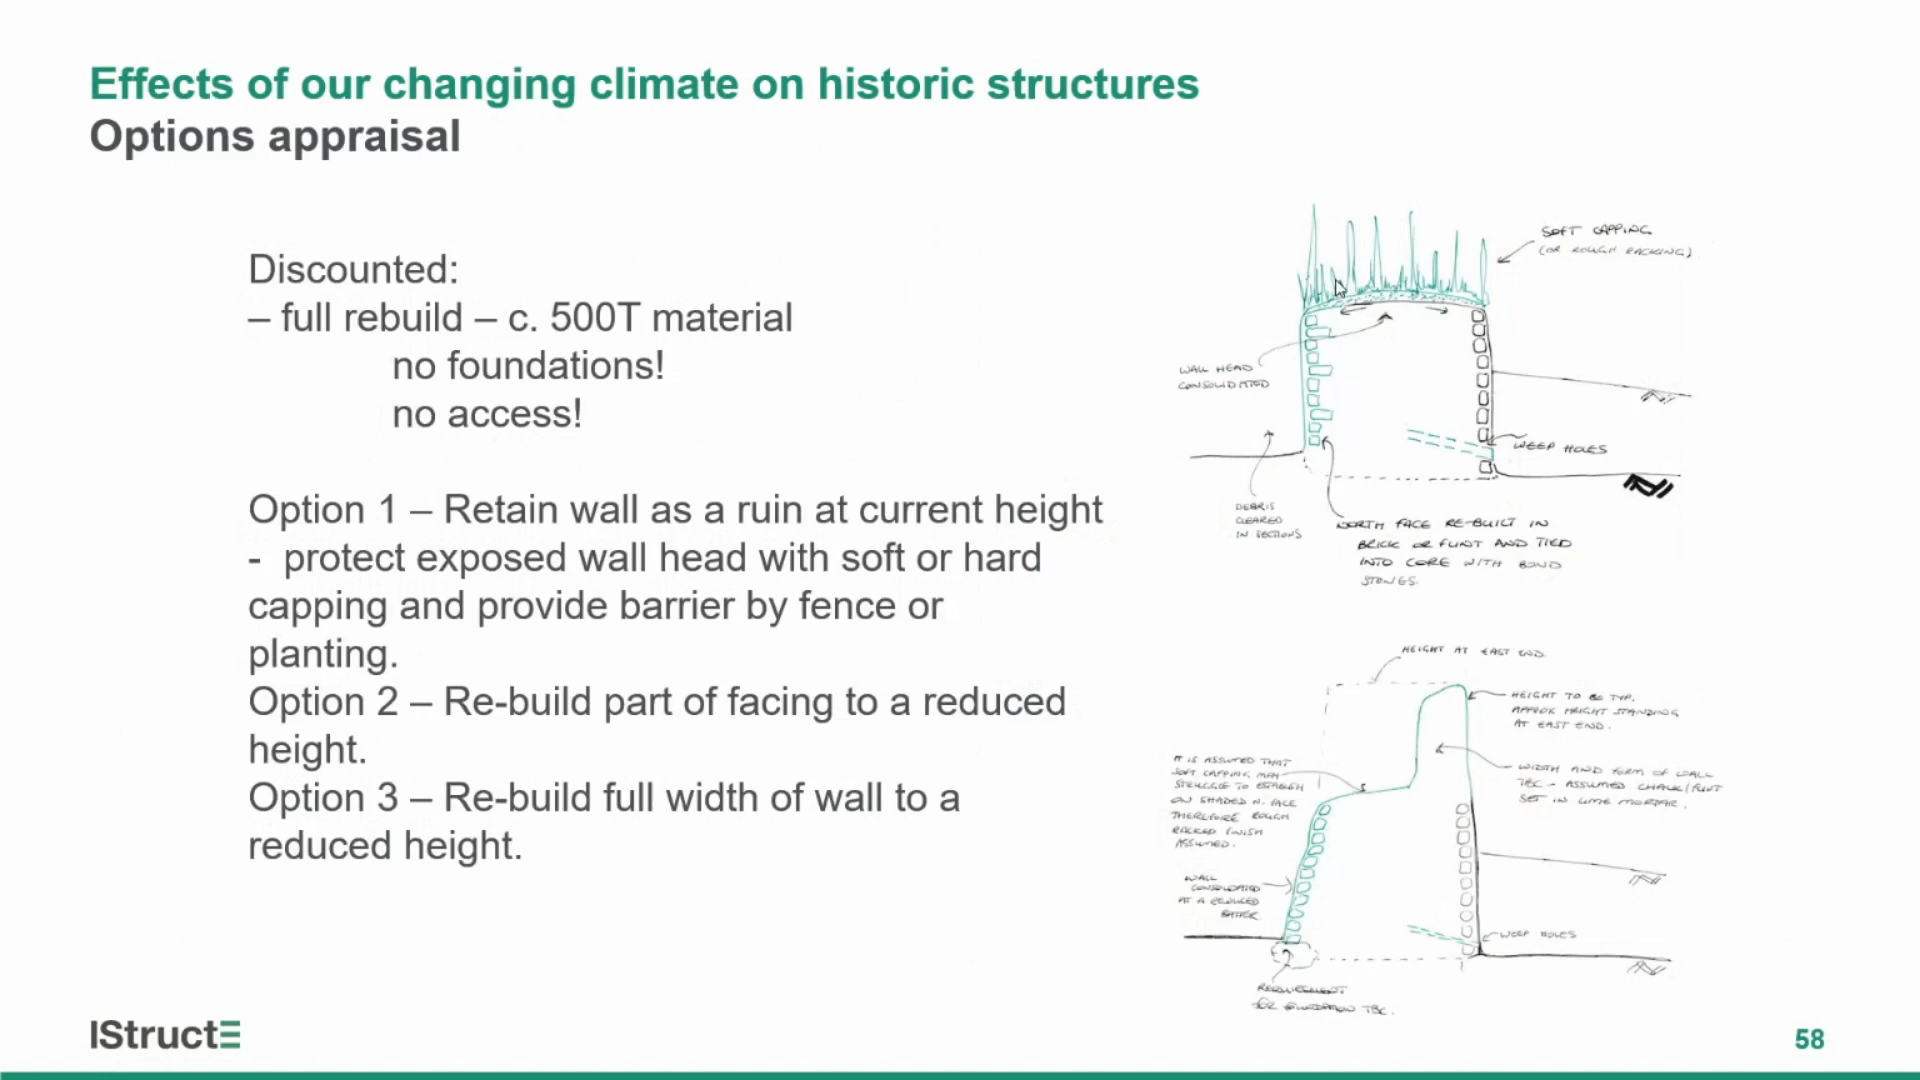 Effects of our changing climate on historic structures
Options appraisal
Discounted:
– full rebuild – c. 500T material
no foundations!
no access!
Option 1 – Retain wall as a ruin at current height
- protect exposed wall head with soft or hard
capping and provide barrier by fence or
planting.
Option 2 – Re-build part of facing to a reduced
height.
Option 3 – Re-build full width of wall to a
reduced height.
SOFT CAPPING
(OR ROUGH RACKING)
WALL HEAD
CONSOLIDATED
WEEP HOLES
DEBRIS
CLEARED
IN SECTIONS
NORTH FACE RE-BUILT IN
BRICK OR FLINT AND TIED
INTO CORE WITH BOND
STONES.
HEIGHT AT EAST END.
HEIGHT TO BE TYP.
APPROX HEIGHT STANDING
AT EAST END.
IT IS ASSUMED THAT
SOFT CAPPING MAY
STRUGGLE TO ESTABLISH
ON SHADED N. FACE
THEREFORE ROUGH
RACKED FINISH
ASSUMED.
WIDTH AND FORM OF WALL
TBC - ASSUMED CHALK/FLINT
SET IN LIME MORTAR.
WALL
CONSOLIDATED
AT A REDUCED
BATTER
WEEP HOLES
REQUIREMENT
FOR FOUNDATION TBC.
IStructE
58